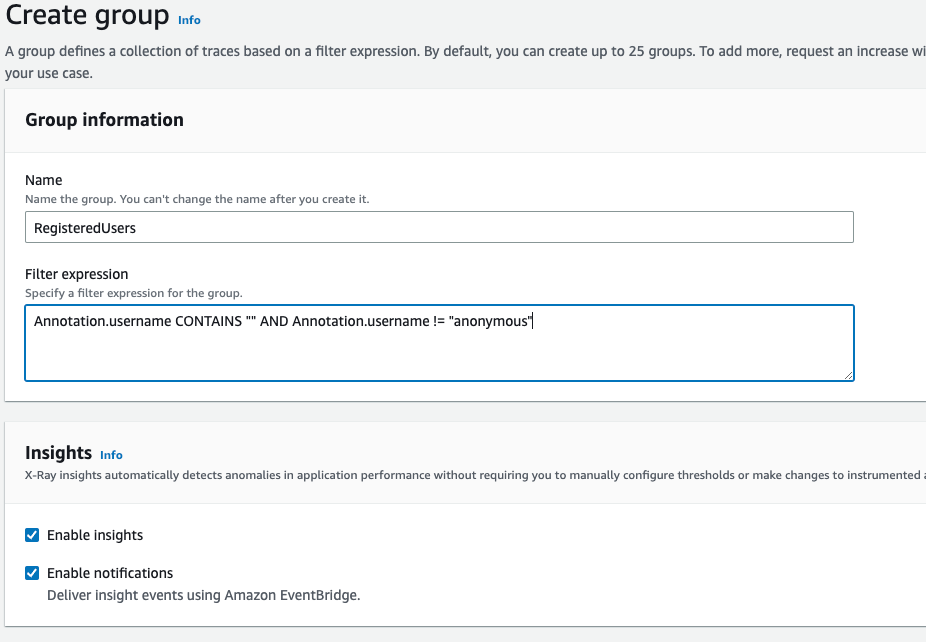 Create group Info
A group defines a collection of traces based on a filter expression. By default, you can create up to 25 groups. To add more, request an increase wi
your use case.
Group information
Name
Name the group. You can't change the name after you create it.
RegisteredUsers
Filter expression
Specify a filter expression for the group.
Annotation.username CONTAINS "" AND Annotation.username != "anonymous"
Insights Info
X-Ray insights automatically detects anomalies in application performance without requiring you to manually configure thresholds or make changes to instrumented a
Enable insights
Enable notifications
Deliver insight events using Amazon EventBridge.